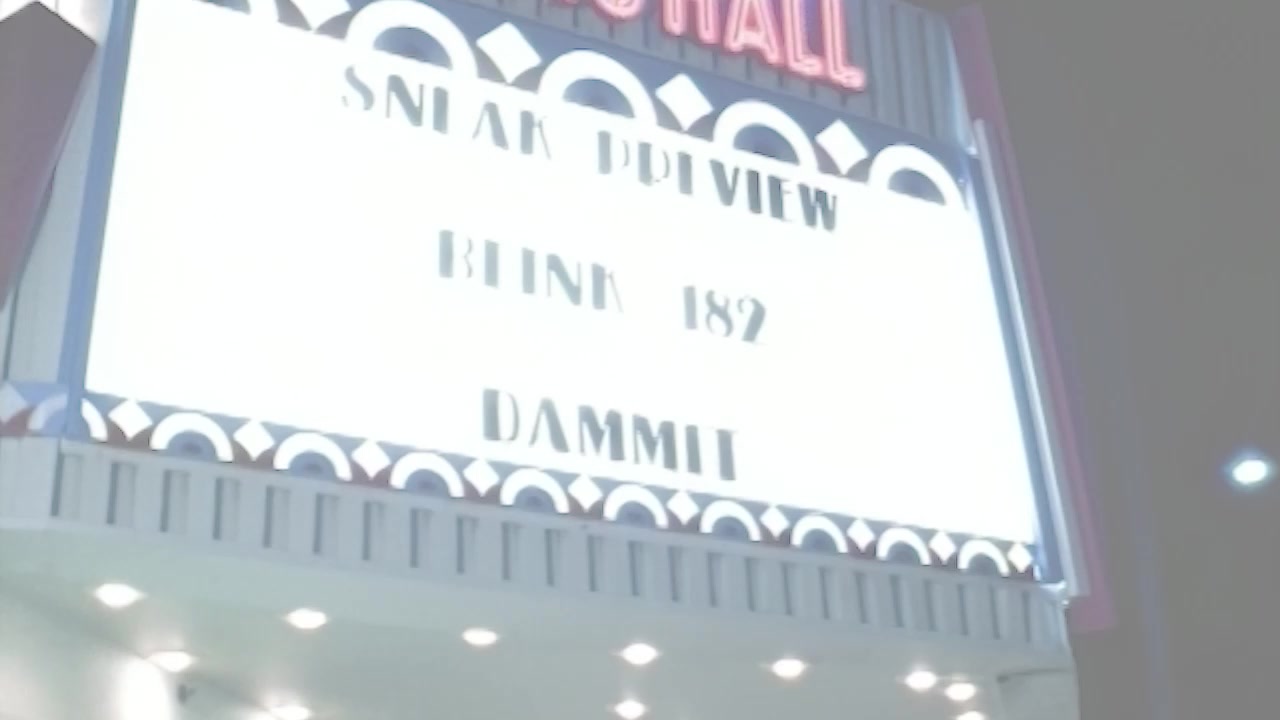 HALL
SNEAK PREVIEW
BLINK 182
DAMMIT